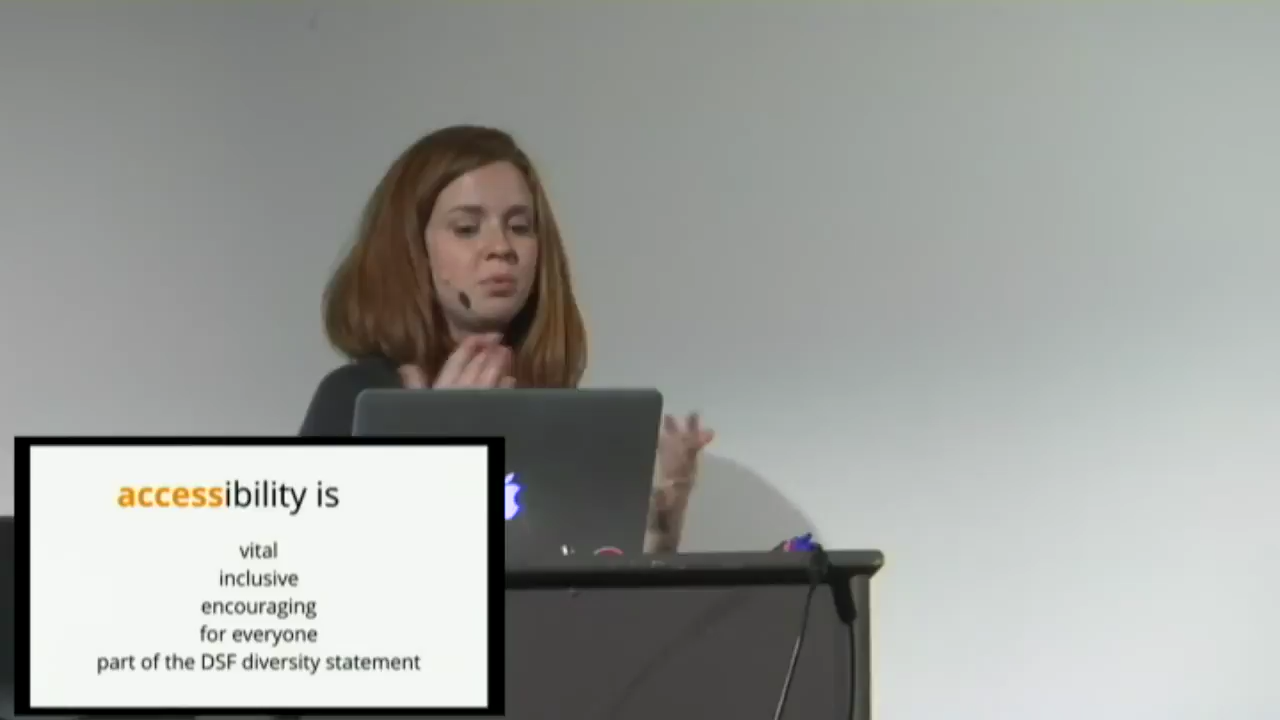 accessibility is
vital
inclusive
encouraging
for everyone
part of the DSF diversity statement